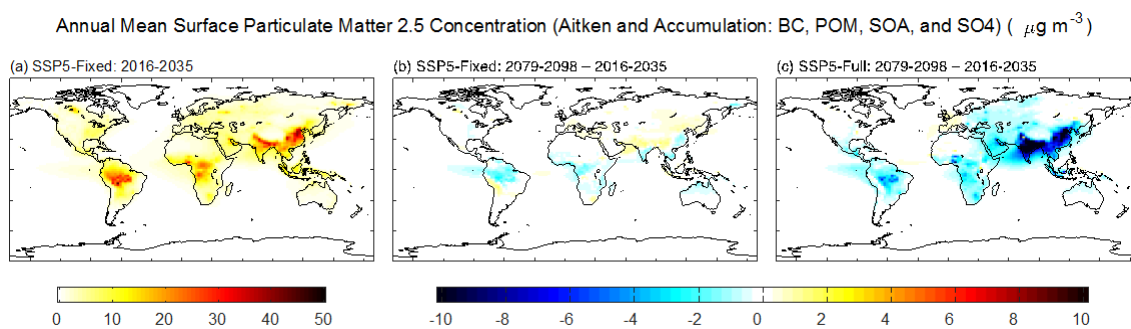 Annual Mean Surface Particulate Matter 2.5 Concentration (Aitken and Accumulation: BC, POM, SOA, and SO4) ( μg m⁻³)
(a) SSP5-Fixed: 2016-2035
(b) SSP5-Fixed: 2079-2098 – 2016-2035
(c) SSP5-Full: 2079-2098 – 2016-2035
0 10 20 30 40 50
-10 -8 -6 -4 -2 0 2 4 6 8 10